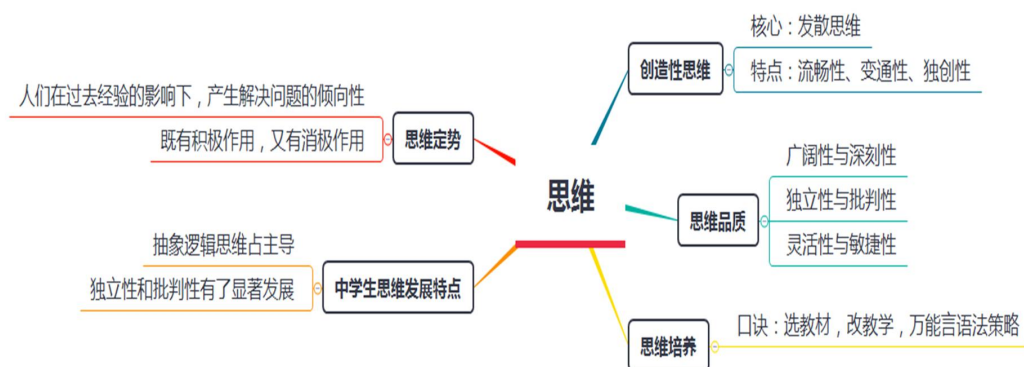 思维
创造性思维
核心：发散思维
特点：流畅性、变通性、独创性
思维品质
广阔性与深刻性
独立性与批判性
灵活性与敏捷性
思维培养
口诀：选教材，改教学，万能言语法策略
思维定势
人们在过去经验的影响下，产生解决问题的倾向性
既有积极作用，又有消极作用
中学生思维发展特点
抽象逻辑思维占主导
独立性和批判性有了显著发展